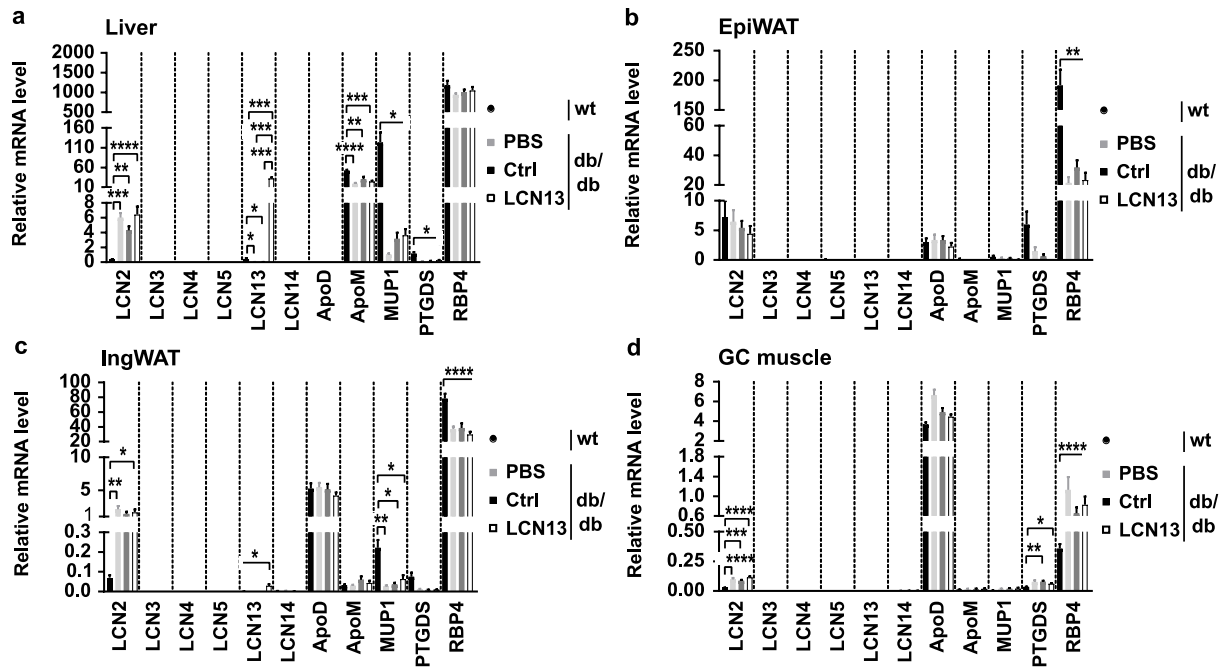 a
Liver
Relative mRNA level
2000
1500
1000
500
160
110
60
10
8
6
4
2
0
****
**
***
***
***
***
*
*
***
**
****
*
*
LCN2
LCN3
LCN4
LCN5
LCN13
LCN14
ApoD
ApoM
MUP1
PTGDS
RBP4
wt
PBS
Ctrl
LCN13
db/
db
b
EpiWAT
Relative mRNA level
250
200
150
100
60
40
20
10
5
0
**
LCN2
LCN3
LCN4
LCN5
LCN13
LCN14
ApoD
ApoM
MUP1
PTGDS
RBP4
wt
PBS
Ctrl
LCN13
db/
db
c
IngWAT
Relative mRNA level
100
80
60
40
20
10
5
1
0.3
0.2
0.1
0.0
*
**
*
*
*
**
****
LCN2
LCN3
LCN4
LCN5
LCN13
LCN14
ApoD
ApoM
MUP1
PTGDS
RBP4
wt
PBS
Ctrl
LCN13
db/
db
d
GC muscle
Relative mRNA level
8
6
4
2
1.8
1.4
1.0
0.6
0.50
0.25
0.00
****
***
****
*
**
****
LCN2
LCN3
LCN4
LCN5
LCN13
LCN14
ApoD
ApoM
MUP1
PTGDS
RBP4
wt
PBS
Ctrl
LCN13
db/
db